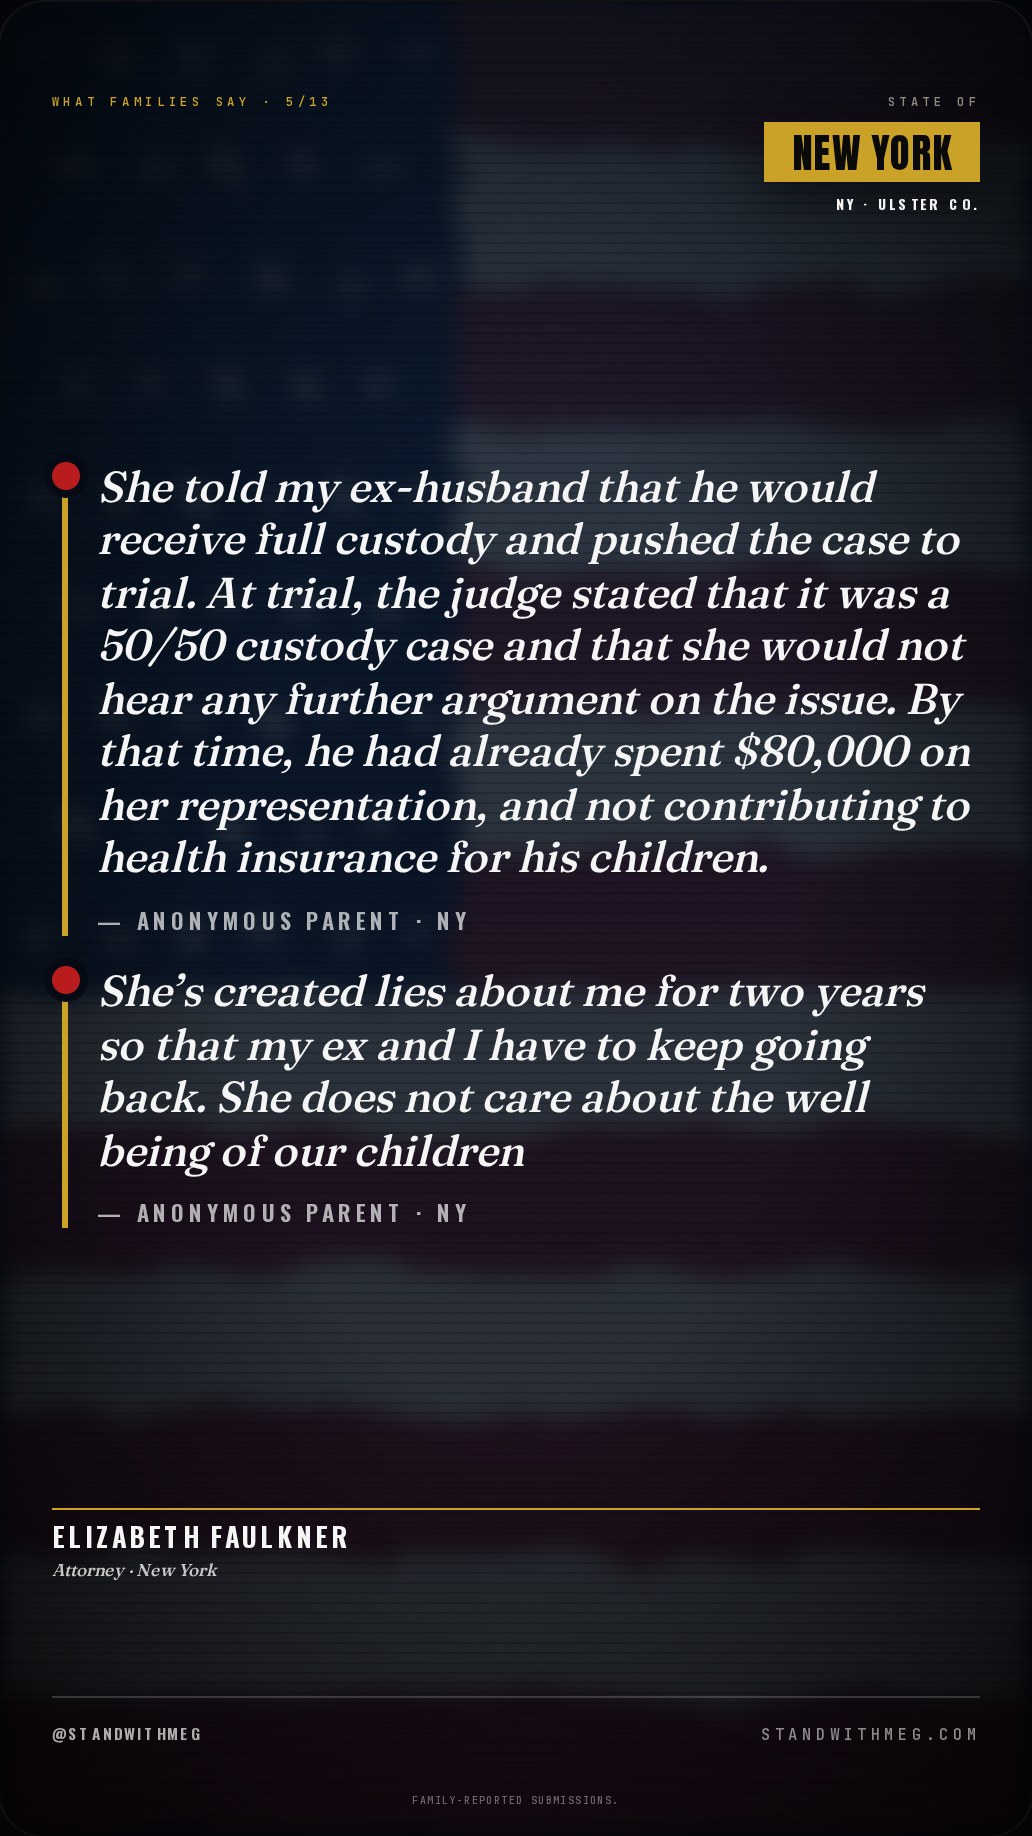 WHAT FAMILIES SAY · 5/13
STATE OF
NEW YORK
NY · ULSTER CO.
She told my ex-husband that he would
receive full custody and pushed the case to
trial. At trial, the judge stated that it was a
50/50 custody case and that she would not
hear any further argument on the issue. By
that time, he had already spent $80,000 on
her representation, and not contributing to
health insurance for his children.
— ANONYMOUS PARENT · NY
She’s created lies about me for two years
so that my ex and I have to keep going
back. She does not care about the well
being of our children
— ANONYMOUS PARENT · NY
ELIZABETH FAULKNER
Attorney · New York
@STANDWITHMEG
STANDWITHMEG.COM
FAMILY-REPORTED SUBMISSIONS.